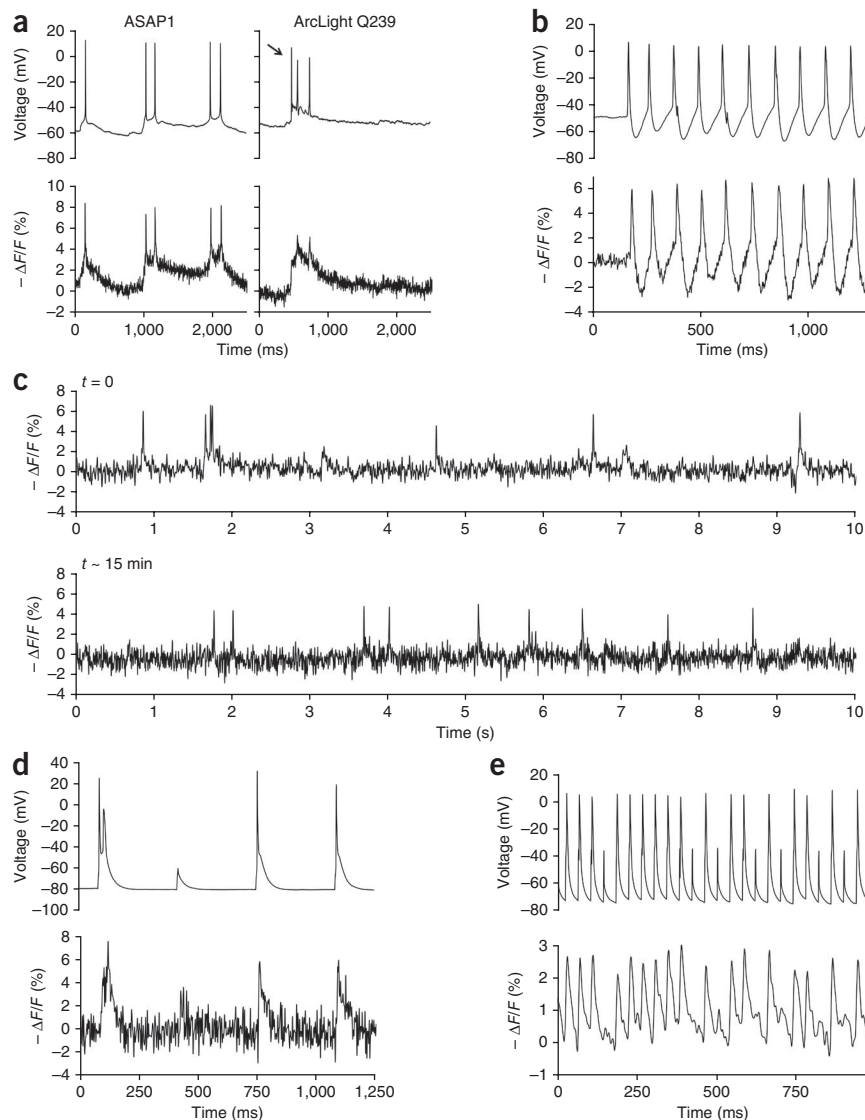 a
ASAP1
ArcLight Q239
Voltage (mV)
20
0
–20
–40
–60
–80
– ΔF/F (%)
10
8
6
4
2
0
–2
0 1,000 2,000
0 1,000 2,000
Time (ms)
b
Voltage (mV)
20
0
–20
–40
–60
–80
– ΔF/F (%)
6
4
2
0
–2
–4
0 500 1,000
Time (ms)
c
t = 0
– ΔF/F (%)
8
6
4
2
0
–2
–4
0 1 2 3 4 5 6 7 8 9 10
t ~ 15 min
– ΔF/F (%)
8
6
4
2
0
–2
–4
0 1 2 3 4 5 6 7 8 9 10
Time (s)
d
Voltage (mV)
40
20
0
–20
–40
–60
–80
–100
– ΔF/F (%)
8
6
4
2
0
–2
–4
0 250 500 750 1,000 1,250
Time (ms)
e
Voltage (mV)
20
0
–20
–40
–60
–80
– ΔF/F (%)
3
2
1
0
–1
0 250 500 750
Time (ms)